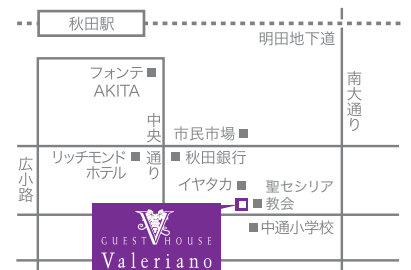 秋田駅
明田地下道
フォンテ
AKITA
南大通り
中央通り
市民市場
広小路
リッチモンド
ホテル
秋田銀行
イヤタカ
聖セシリア
教会
中通小学校
GUEST HOUSE
Valeriano